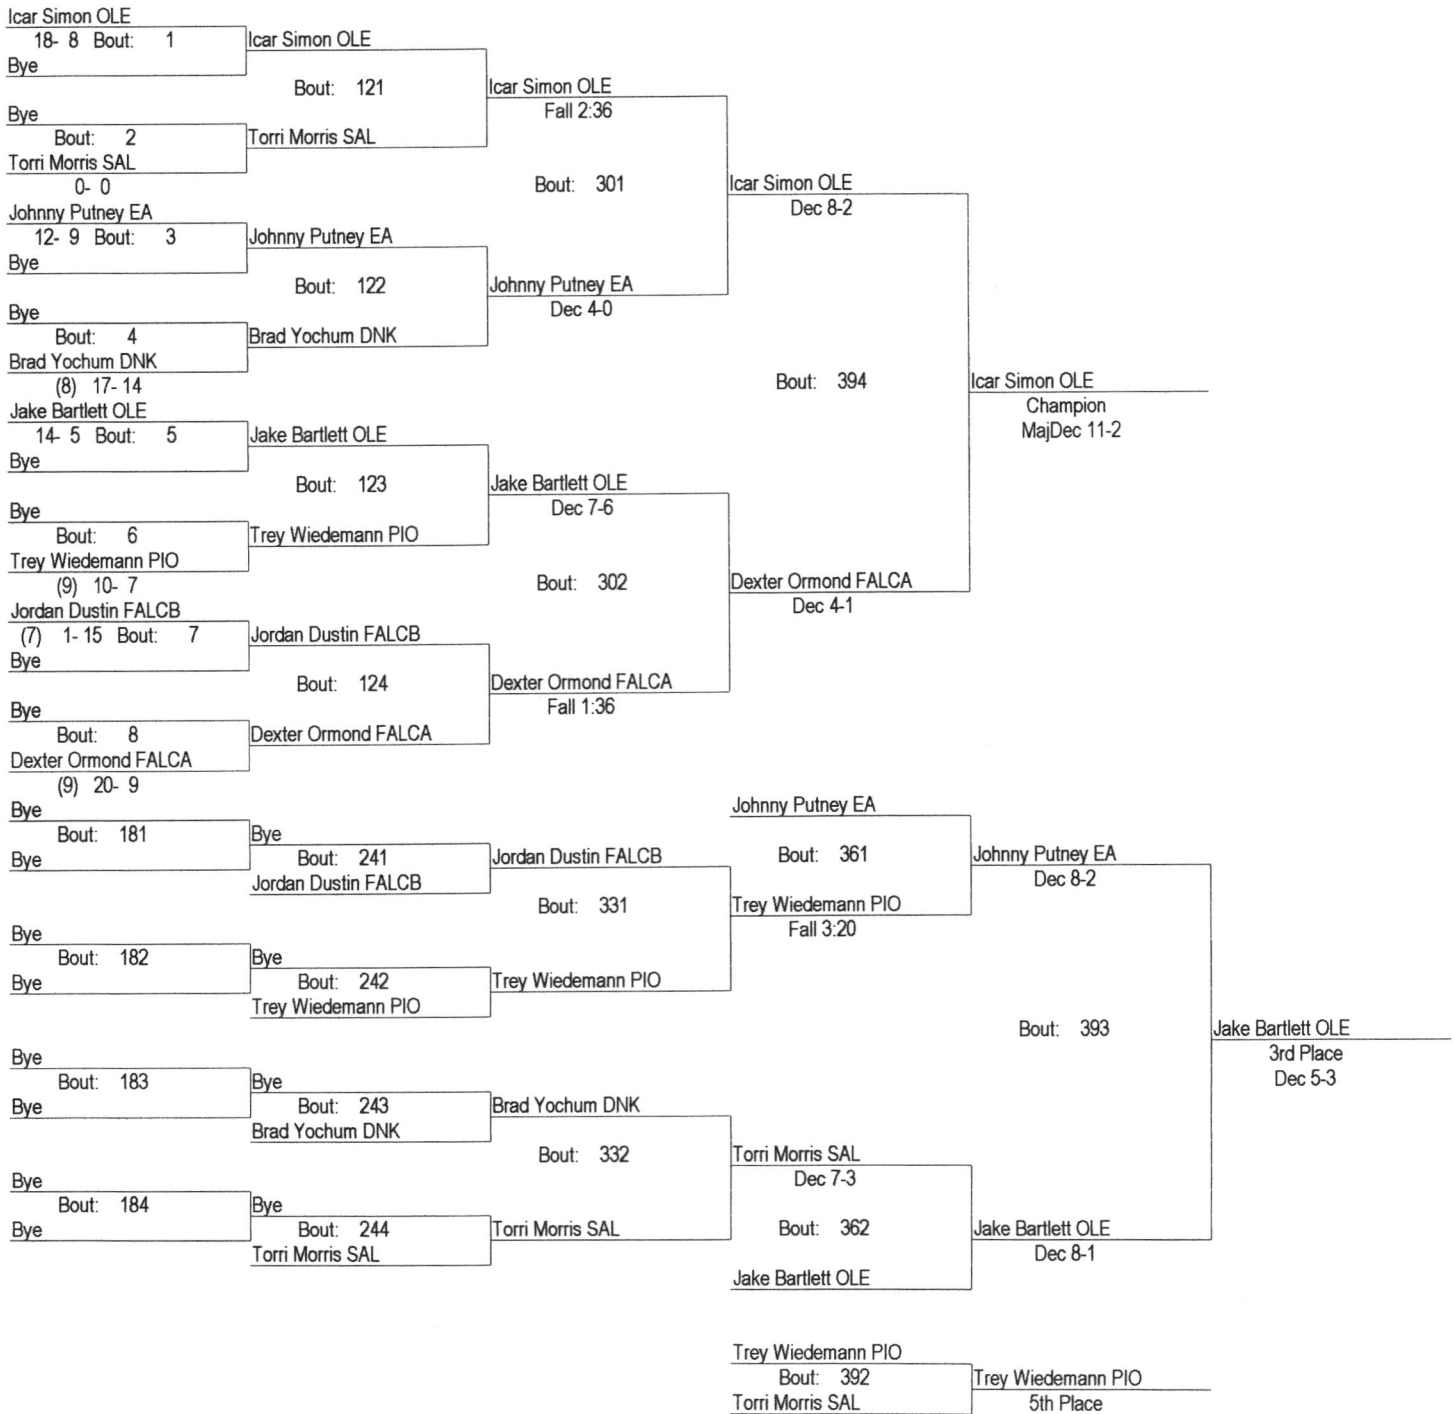 Icar Simon OLE
18- 8 Bout: 1
Bye
Icar Simon OLE
Bout: 121
Bye
Bout: 2
Torri Morris SAL
0- 0
Torri Morris SAL
Icar Simon OLE
Fall 2:36
Bout: 301
Johnny Putney EA
12- 9 Bout: 3
Bye
Johnny Putney EA
Bout: 122
Bye
Bout: 4
Brad Yochum DNK
(8) 17- 14
Brad Yochum DNK
Johnny Putney EA
Dec 4-0
Icar Simon OLE
Dec 8-2
Bout: 394
Icar Simon OLE
Champion
MajDec 11-2
Jake Bartlett OLE
14- 5 Bout: 5
Bye
Jake Bartlett OLE
Bout: 123
Bye
Bout: 6
Trey Wiedemann PIO
(9) 10- 7
Trey Wiedemann PIO
Jake Bartlett OLE
Dec 7-6
Bout: 302
Jordan Dustin FALCB
(7) 1- 15 Bout: 7
Bye
Jordan Dustin FALCB
Bout: 124
Bye
Bout: 8
Dexter Ormond FALCA
(9) 20- 9
Dexter Ormond FALCA
Dexter Ormond FALCA
Fall 1:36
Dexter Ormond FALCA
Dec 4-1
Bye
Bout: 181
Bye
Bye
Bout: 241
Jordan Dustin FALCB
Jordan Dustin FALCB
Bout: 331
Bye
Bout: 182
Bye
Bye
Bout: 242
Trey Wiedemann PIO
Trey Wiedemann PIO
Johnny Putney EA
Bout: 361
Trey Wiedemann PIO
Fall 3:20
Johnny Putney EA
Dec 8-2
Bout: 393
Jake Bartlett OLE
3rd Place
Dec 5-3
Bye
Bout: 183
Bye
Bye
Bout: 243
Brad Yochum DNK
Brad Yochum DNK
Bout: 332
Bye
Bout: 184
Bye
Bye
Bout: 244
Torri Morris SAL
Torri Morris SAL
Torri Morris SAL
Dec 7-3
Bout: 362
Jake Bartlett OLE
Jake Bartlett OLE
Dec 8-1
Trey Wiedemann PIO
Bout: 392
Torri Morris SAL
Trey Wiedemann PIO
5th Place